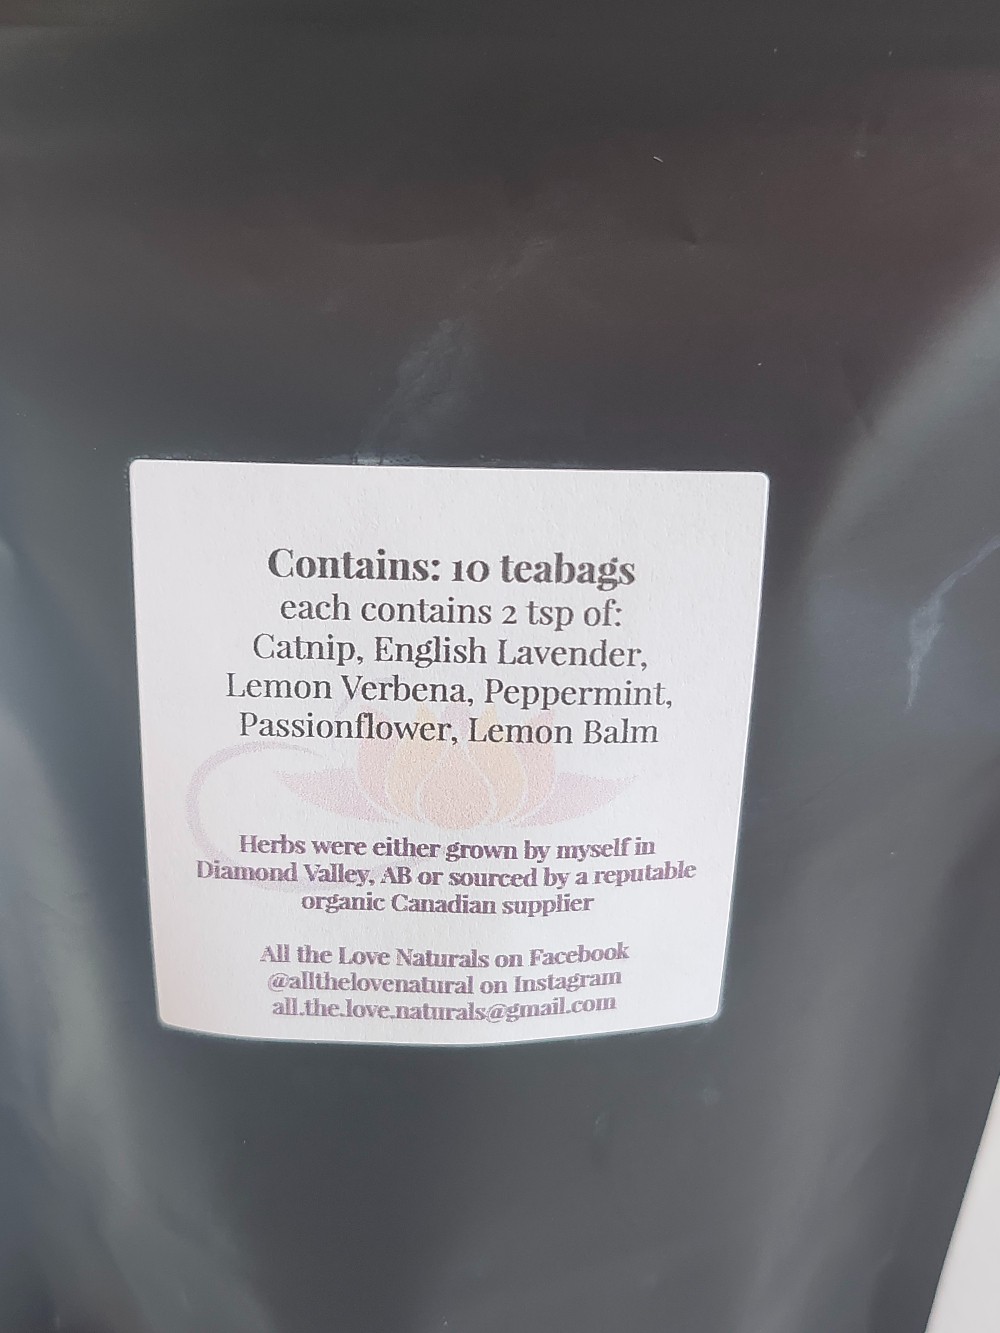 Contains: 10 teabags
each contains 2 tsp of:
Catnip, English Lavender,
Lemon Verbena, Peppermint,
Passionflower, Lemon Balm
Herbs were either grown by myself in
Diamond Valley, AB or sourced by a reputable
organic Canadian supplier
All the Love Naturals on Facebook
@allthelovenatural on Instagram
all.the.love.naturals@gmail.com